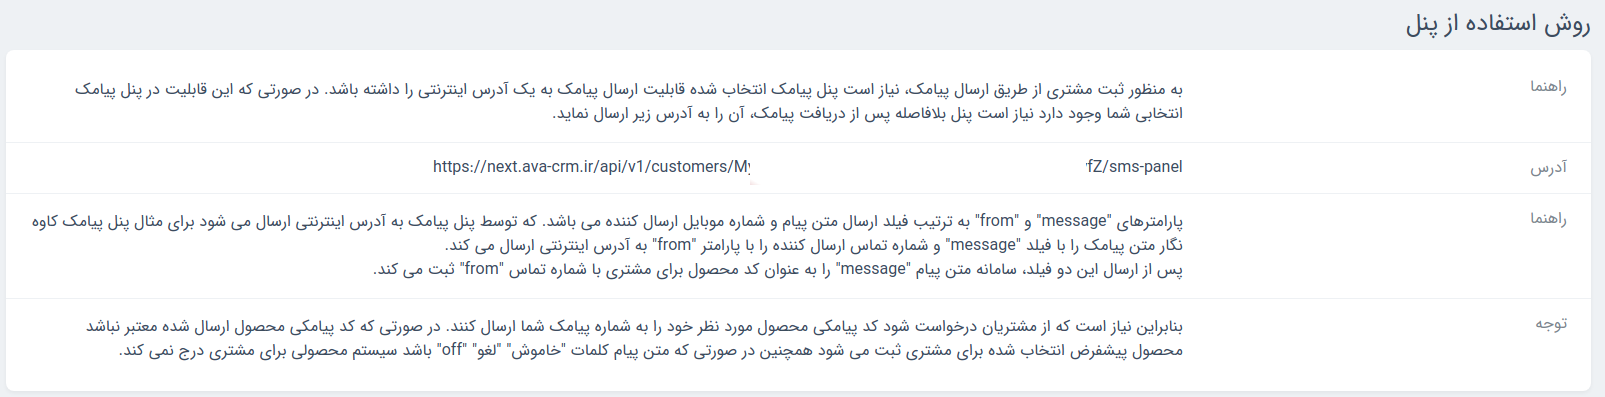 روش استفاده از پنل
راهنما
به منظور ثبت مشتری از طریق ارسال پیامک، نیاز است پنل پیامک انتخاب شده قابلیت ارسال پیامک به یک آدرس اینترنتی را داشته باشد. در صورتی که این قابلیت در پنل پیامک
انتخابی شما وجود دارد نیاز است پنل بلافاصله پس از دریافت پیامک، آن را به آدرس زیر ارسال نماید.
آدرس
https://next.ava-crm.ir/api/v1/customers/My fZ/sms-panel
راهنما
پارامترهای "message" و "from" به ترتیب فیلد ارسال متن پیام و شماره موبایل ارسال کننده می باشد. که توسط پنل پیامک به آدرس اینترنتی ارسال می شود برای مثال پنل پیامک کاوه
نگار متن پیامک را با فیلد "message" و شماره تماس ارسال کننده را با پارامتر "from" به آدرس اینترنتی ارسال می کند.
پس از ارسال این دو فیلد، سامانه متن پیام "message" را به عنوان کد محصول برای مشتری با شماره تماس "from" ثبت می کند.
توجه
بنابراین نیاز است که از مشتریان درخواست شود کد پیامکی محصول مورد نظر خود را به شماره پیامک شما ارسال کنند. در صورتی که کد پیامکی محصول ارسال شده معتبر نباشد
محصول پیشفرض انتخاب شده برای مشتری ثبت می شود همچنین در صورتی که متن پیام کلمات "خاموش" "لغو" "off" باشد سیستم محصولی برای مشتری درج نمی کند.